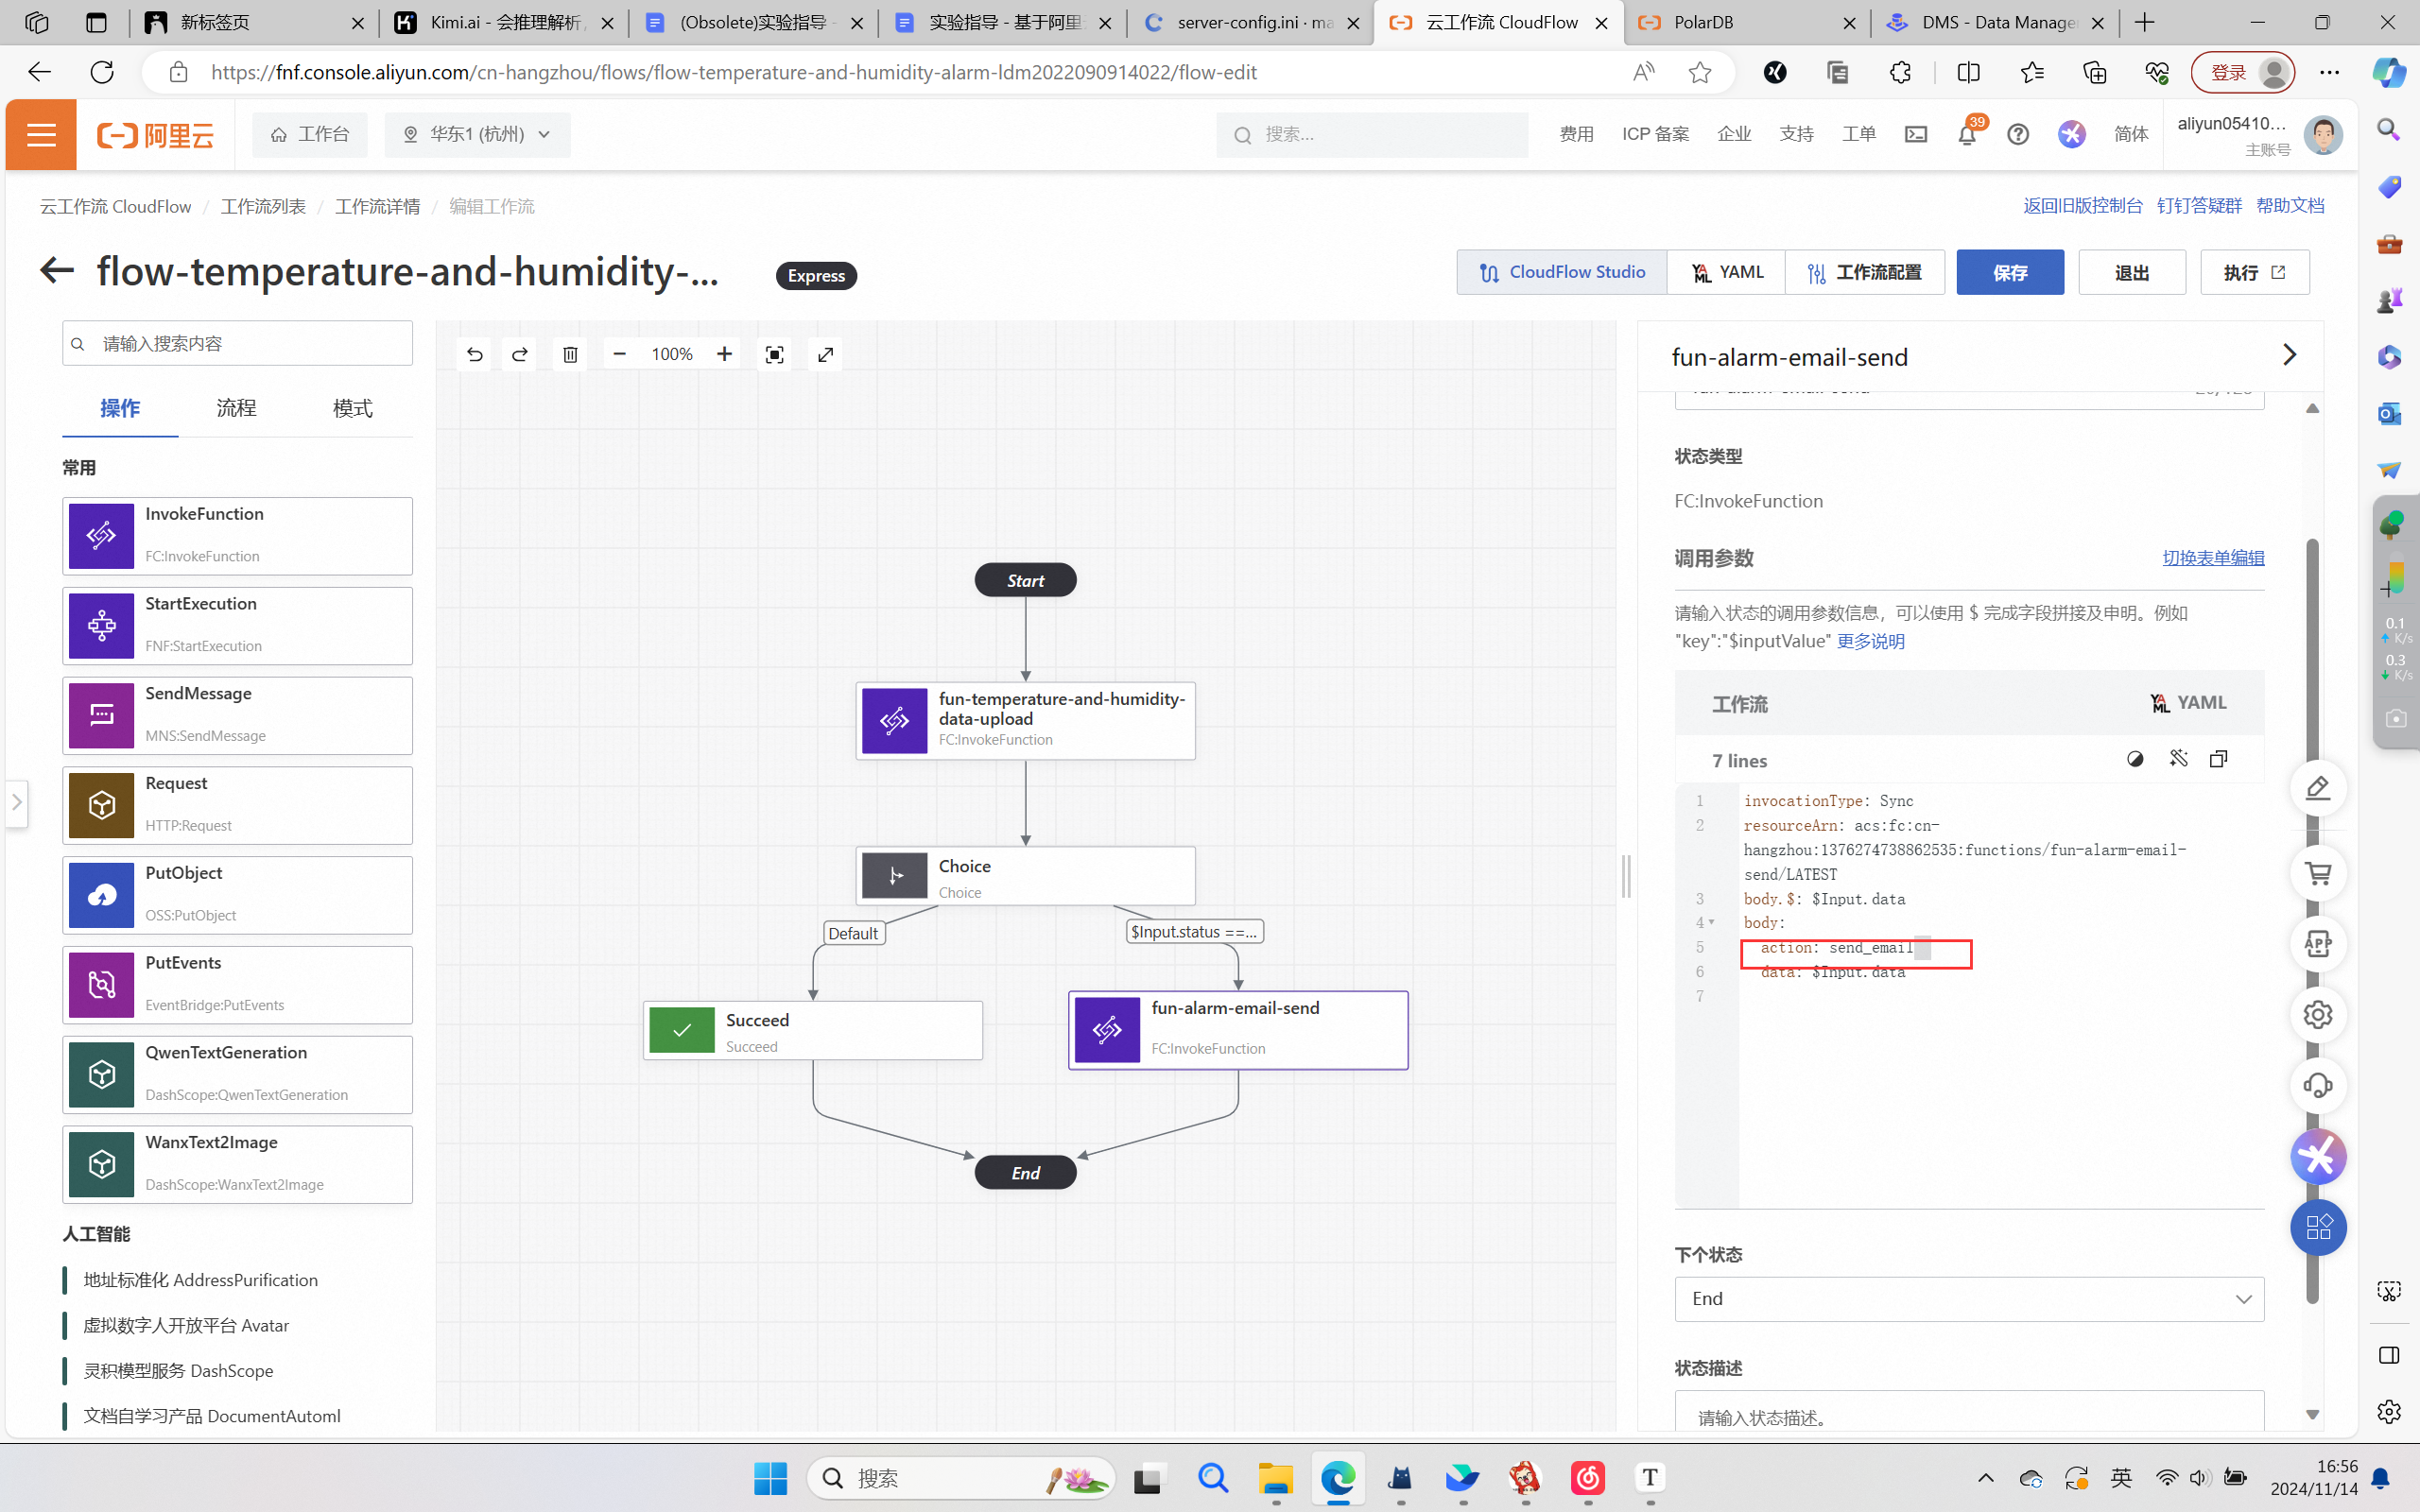 新标签页
Kimi.ai - 会推理解析
(Obsolete)实验指导 -
实验指导 - 基于阿里
server-config.ini · ma
云工作流 CloudFlow
PolarDB
DMS - Data Manage
https://fnf.console.aliyun.com/cn-hangzhou/flows/flow-temperature-and-humidity-alarm-ldm2022090914022/flow-edit
登录
阿里云
工作台
华东1 (杭州)
搜索...
费用
ICP 备案
企业
支持
工单
39
简体
aliyun05410...
主账号
云工作流 CloudFlow / 工作流列表 / 工作流详情 / 编辑工作流
返回旧版控制台 钉钉答疑群 帮助文档
flow-temperature-and-humidity-...
Express
CloudFlow Studio
YAML
工作流配置
保存
退出
执行
请输入搜索内容
操作
流程
模式
常用
InvokeFunction
FC:InvokeFunction
StartExecution
FNF:StartExecution
SendMessage
MNS:SendMessage
Request
HTTP:Request
PutObject
OSS:PutObject
PutEvents
EventBridge:PutEvents
QwenTextGeneration
DashScope:QwenTextGeneration
WanxText2Image
DashScope:WanxText2Image
人工智能
地址标准化 AddressPurification
虚拟数字人开放平台 Avatar
灵积模型服务 DashScope
文档自学习产品 DocumentAutoml
100%
Start
fun-temperature-and-humidity-
data-upload
FC:InvokeFunction
Choice
Choice
Default
$Input.status ==...
Succeed
Succeed
fun-alarm-email-send
FC:InvokeFunction
End
fun-alarm-email-send
状态类型
FC:InvokeFunction
调用参数
切换表单编辑
请输入状态的调用参数信息，可以使用 $ 完成字段拼接及申明。例如
"key":"$inputValue" 更多说明
工作流
YAML
7 lines
1 invocationType: Sync
2 resourceArn: acs:fc:cn-
hangzhou:1376274738862535:functions/fun-alarm-email-
send/LATEST
3 body.$: $Input.data
4 body:
5 action: send_email
6 data: $Input.data
7
下个状态
End
状态描述
请输入状态描述。
0.1
K/s
0.3
K/s
APP
搜索
英
16:56
2024/11/14